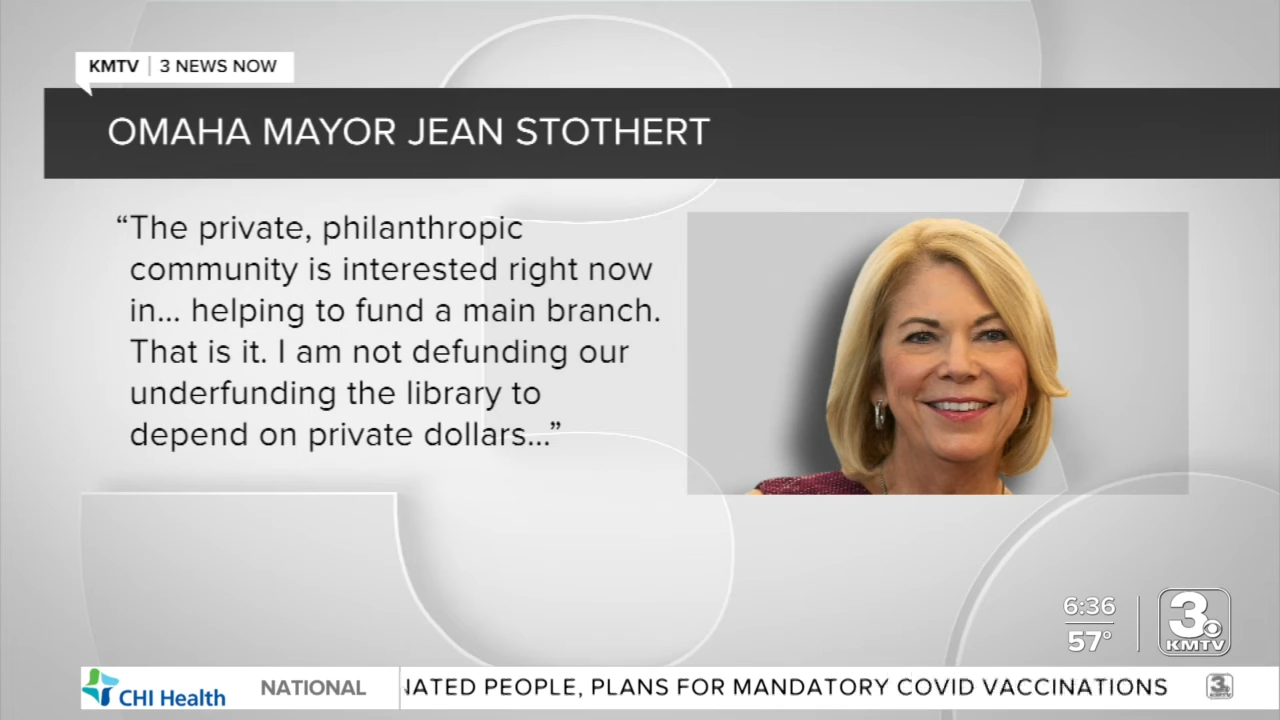 KMTV | 3 NEWS NOW
OMAHA MAYOR JEAN STOTHERT
“The private, philanthropic
community is interested right now
in... helping to fund a main branch.
That is it. I am not defunding our
underfunding the library to
depend on private dollars...”
6:36
57°
3
KMTV
CHI Health
NATIONAL
PEOPLE, PLANS FOR MANDATORY COVID VACCINATIONS
3